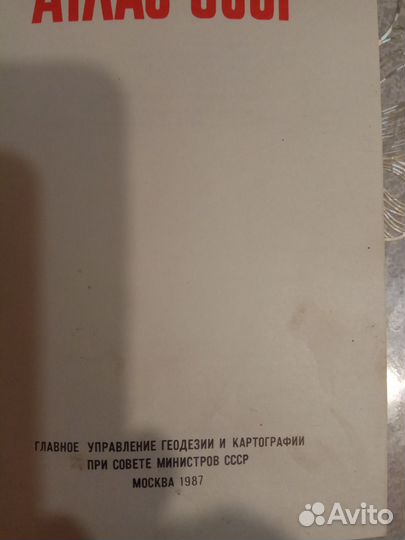 АТЛАС СССР
ГЛАВНОЕ УПРАВЛЕНИЕ ГЕОДЕЗИИ И КАРТОГРАФИИ
ПРИ СОВЕТЕ МИНИСТРОВ СССР
МОСКВА 1987
Avito